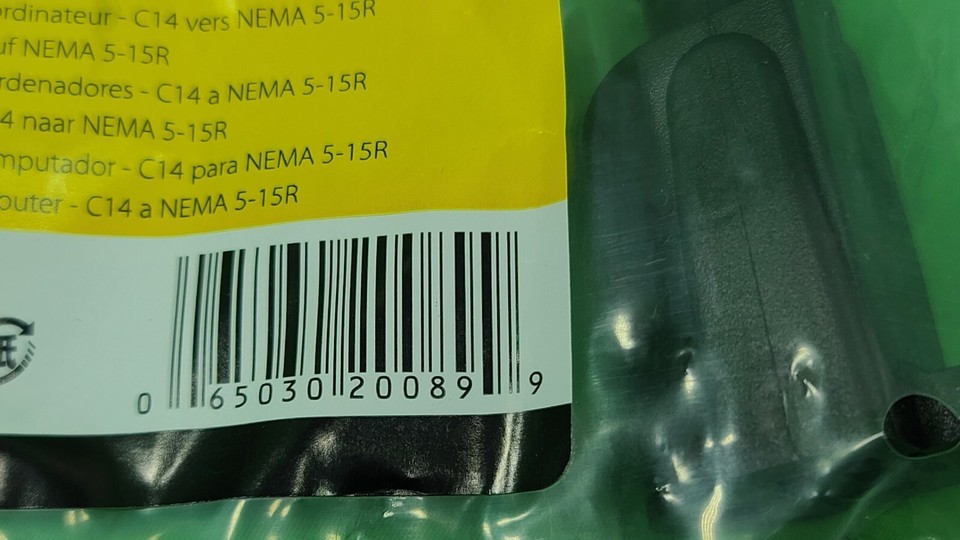 rdinateur - C14 vers NEMA 5-15R
uf NEMA 5-15R
rdenadores - C14 a NEMA 5-15R
4 naar NEMA 5-15R
mputador - C14 para NEMA 5-15R
outer - C14 a NEMA 5-15R
0 65030 20089 9